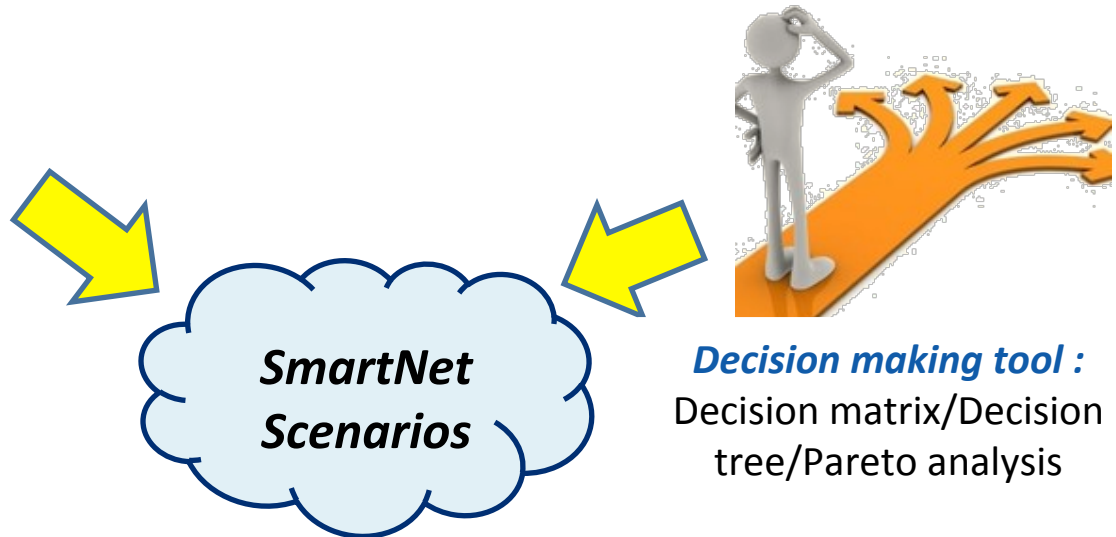 SmartNet
Scenarios
Decision making tool :
Decision matrix/Decision
tree/Pareto analysis